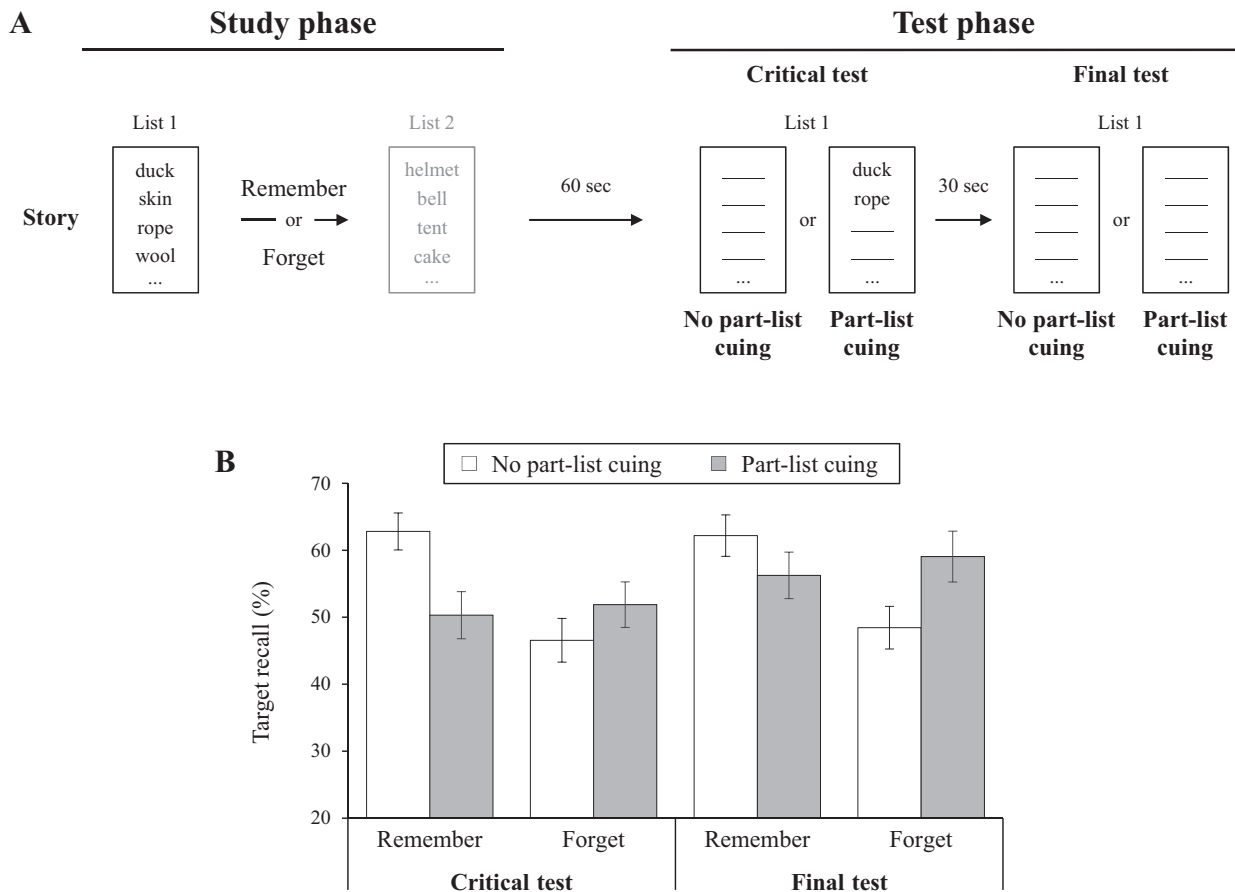 A
Study phase
Test phase
Critical test
Final test
List 1
List 2
List 1
List 1
Story
duck
skin
rope
wool
...
Remember
or
Forget
helmet
bell
tent
cake
...
60 sec
...
or
duck
rope
...
30 sec
...
or
...
No part-list
cuing
Part-list
cuing
No part-list
cuing
Part-list
cuing
B
No part-list cuing
Part-list cuing
Target recall (%)
70
60
50
40
30
20
Remember
Forget
Remember
Forget
Critical test
Final test